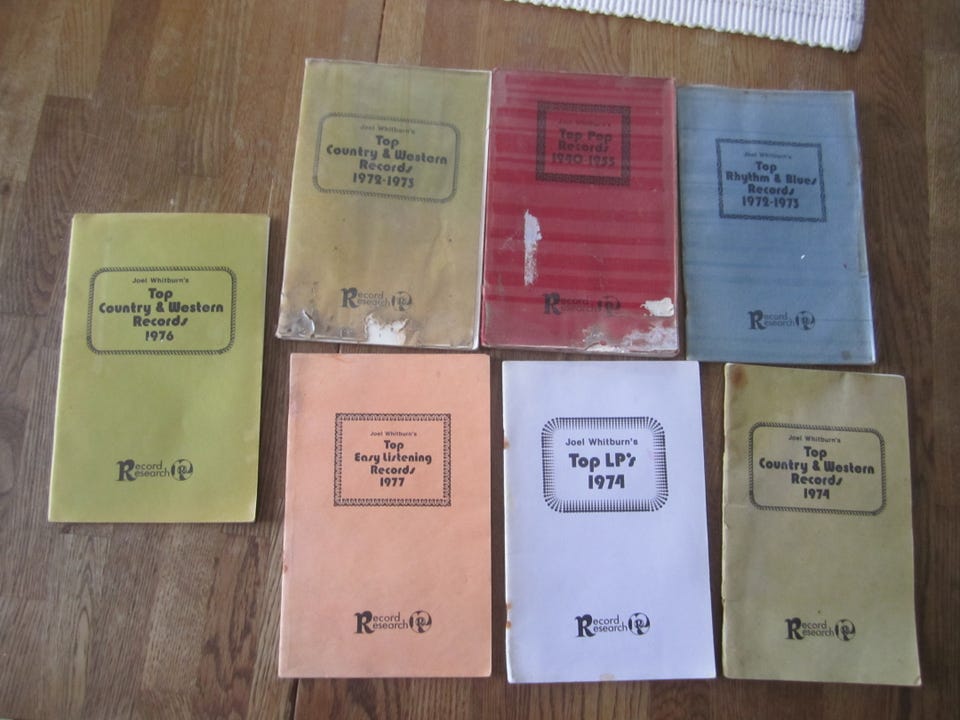 Joel Whitburn's
Top
Country & Western
Records
1972-1973
Record
Research
Joel Whitburn's
Top Pop
Records
1940-1955
Record
Research
Joel Whitburn's
Top
Rhythm & Blues
Records
1972-1973
Record
Research
Joel Whitburn's
Top
Country & Western
Records
1976
Record
Research
Joel Whitburn's
Top
Easy Listening
Records
1977
Record
Research
Joel Whitburn's
Top LP's
1974
Record
Research
Joel Whitburn's
Top
Country & Western
Records
1974
Record
Research